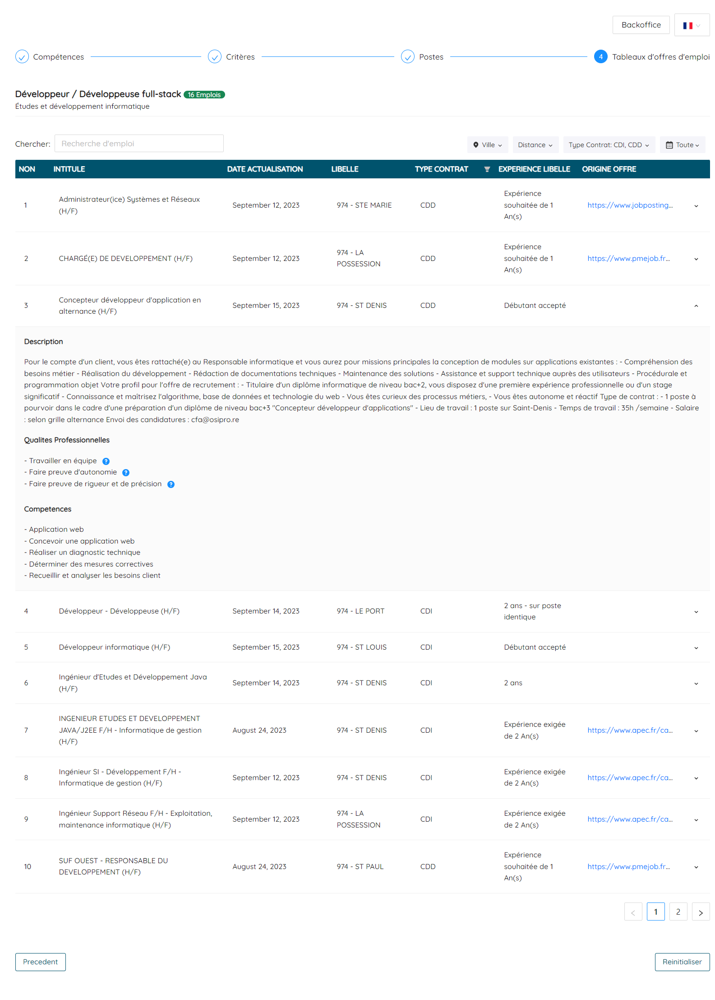 Backoffice
Compétences
Critères
Postes
4 Tableaux d'offres d'emploi
Développeur / Développeuse full-stack 16 Emplois
Études et développement informatique
Chercher: Recherche d'emploi
Ville
Distance
Type Contrat: CDI, CDD
Toute
NON INTITULE DATE ACTUALISATION LIBELLE TYPE CONTRAT EXPERIENCE LIBELLE ORIGINE OFFRE
1
Administrateur(ice) Systèmes et Réseaux
(H/F)
September 12, 2023
974 - STE MARIE
CDD
Expérience
souhaitée de 1
An(s)
https://www.jobposting...
2
CHARGÉ(E) DE DEVELOPPEMENT (H/F)
September 12, 2023
974 - LA
POSSESSION
CDD
Expérience
souhaitée de 1
An(s)
https://www.pmejob.fr...
3
Concepteur développeur d'application en
alternance (H/F)
September 15, 2023
974 - ST DENIS
CDD
Débutant accepté
Description
Pour le compte d'un client, vous êtes rattaché(e) au Responsable informatique et vous aurez pour missions principales la conception de modules sur applications existantes : - Compréhension des
besoins métier - Réalisation du développement - Rédaction de documentations techniques - Maintenance des solutions - Assistance et support technique auprès des utilisateurs - Procédurale et
programmation objet Votre profil pour l'offre de recrutement : - Titulaire d'un diplôme informatique de niveau bac+2, vous disposez d'une première expérience professionnelle ou d'un stage
significatif - Connaissance et maîtrisez l'algorithme, base de données et technologie du web - Vous êtes curieux des processus métiers, - Vous êtes autonome et réactif Type de contrat : - 1 poste à
pourvoir dans le cadre d'une préparation d'un diplôme de niveau bac+3 "Concepteur développeur d'applications" - Lieu de travail : 1 poste sur Saint-Denis - Temps de travail : 35h /semaine - Salaire
: selon grille alternance Envoi des candidatures : cfa@osipro.re
Qualites Professionnelles
- Travailler en équipe ?
- Faire preuve d'autonomie ?
- Faire preuve de rigueur et de précision ?
Competences
- Application web
- Concevoir une application web
- Réaliser un diagnostic technique
- Déterminer des mesures correctives
- Recueillir et analyser les besoins client
4
Développeur - Développeuse (H/F)
September 14, 2023
974 - LE PORT
CDI
2 ans - sur poste
identique
5
Développeur informatique (H/F)
September 15, 2023
974 - ST LOUIS
CDI
Débutant accepté
6
Ingénieur d'Etudes et Développement Java
(H/F)
September 14, 2023
974 - ST DENIS
CDI
2 ans
7
INGENIEUR ETUDES ET DEVELOPPEMENT
JAVA/J2EE F/H - Informatique de gestion
(H/F)
August 24, 2023
974 - ST DENIS
CDI
Expérience exigée
de 2 An(s)
https://www.apec.fr/ca...
8
Ingénieur SI - Développement F/H -
Informatique de gestion (H/F)
September 12, 2023
974 - ST DENIS
CDI
Expérience exigée
de 2 An(s)
https://www.apec.fr/ca...
9
Ingénieur Support Réseau F/H - Exploitation,
maintenance informatique (H/F)
September 12, 2023
974 - LA
POSSESSION
CDI
Expérience exigée
de 2 An(s)
https://www.apec.fr/ca...
10
SUF OUEST - RESPONSABLE DU
DEVELOPPEMENT (H/F)
August 24, 2023
974 - ST PAUL
CDD
Expérience
souhaitée de 1
An(s)
https://www.pmejob.fr...
< 1 2 >
Precedent
Reinitialiser